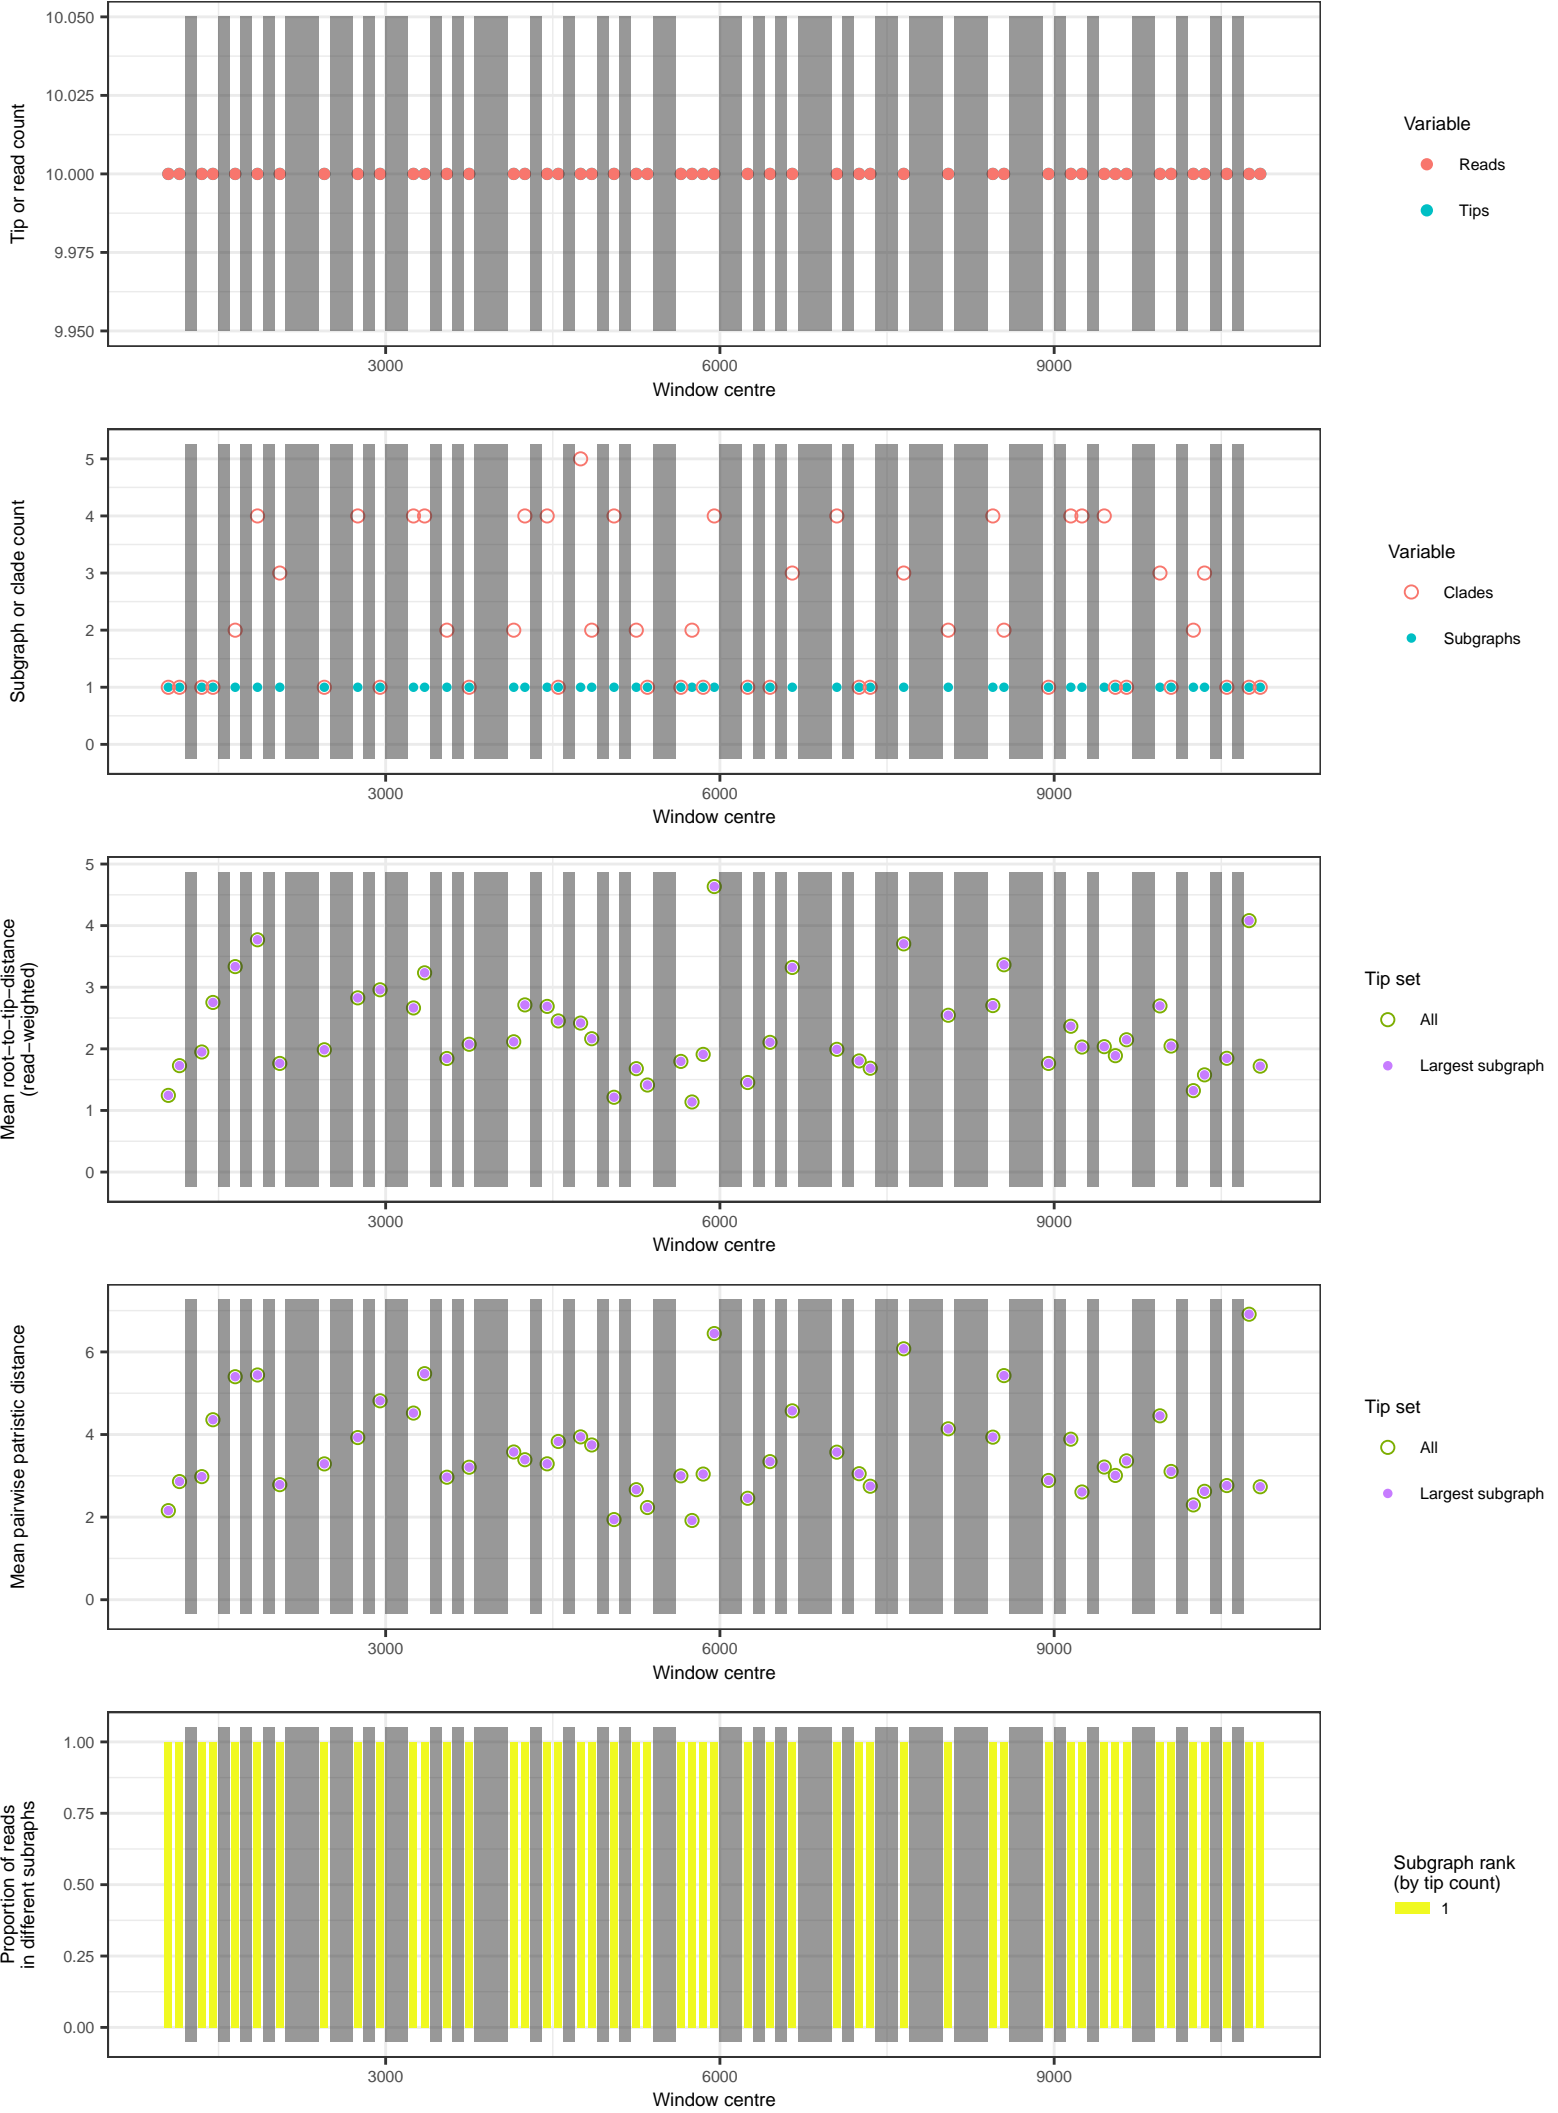 10.050
10.025
10.000
9.975
9.950
Tip or read count
3000
6000
9000
Window centre
Variable
Reads
Tips
5
4
3
2
1
0
Subgraph or clade count
3000
6000
9000
Window centre
Variable
Clades
Subgraphs
5
4
3
2
1
0
Mean root−to−tip−distance
(read−weighted)
3000
6000
9000
Window centre
Tip set
All
Largest subgraph
6
4
2
0
Mean pairwise patristic distance
3000
6000
9000
Window centre
Tip set
All
Largest subgraph
1.00
0.75
0.50
0.25
0.00
Proportion of reads
in different subraphs
3000
6000
9000
Window centre
Subgraph rank
(by tip count)
1